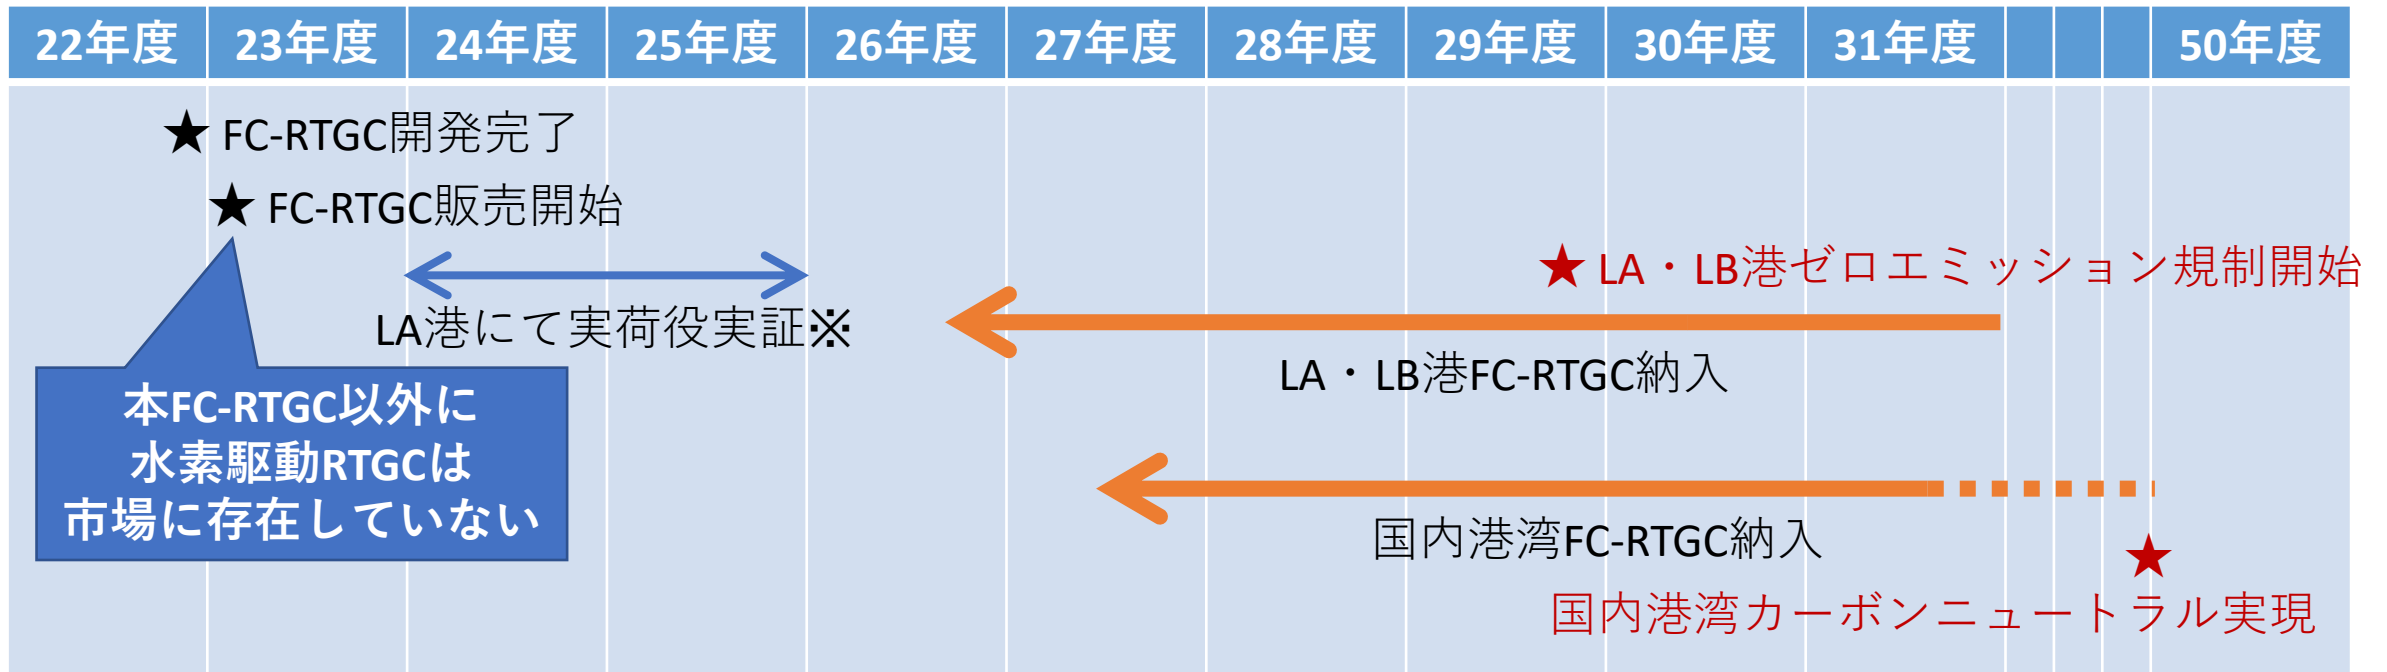 22年度 23年度 24年度 25年度 26年度 27年度 28年度 29年度 30年度 31年度 50年度
★ FC-RTGC開発完了
★ FC-RTGC販売開始
★ LA・LB港ゼロエミッション規制開始
LA港にて実荷役実証※
LA・LB港FC-RTGC納入
本FC-RTGC以外に
水素駆動RTGCは
市場に存在していない
国内港湾FC-RTGC納入
★
国内港湾カーボンニュートラル実現